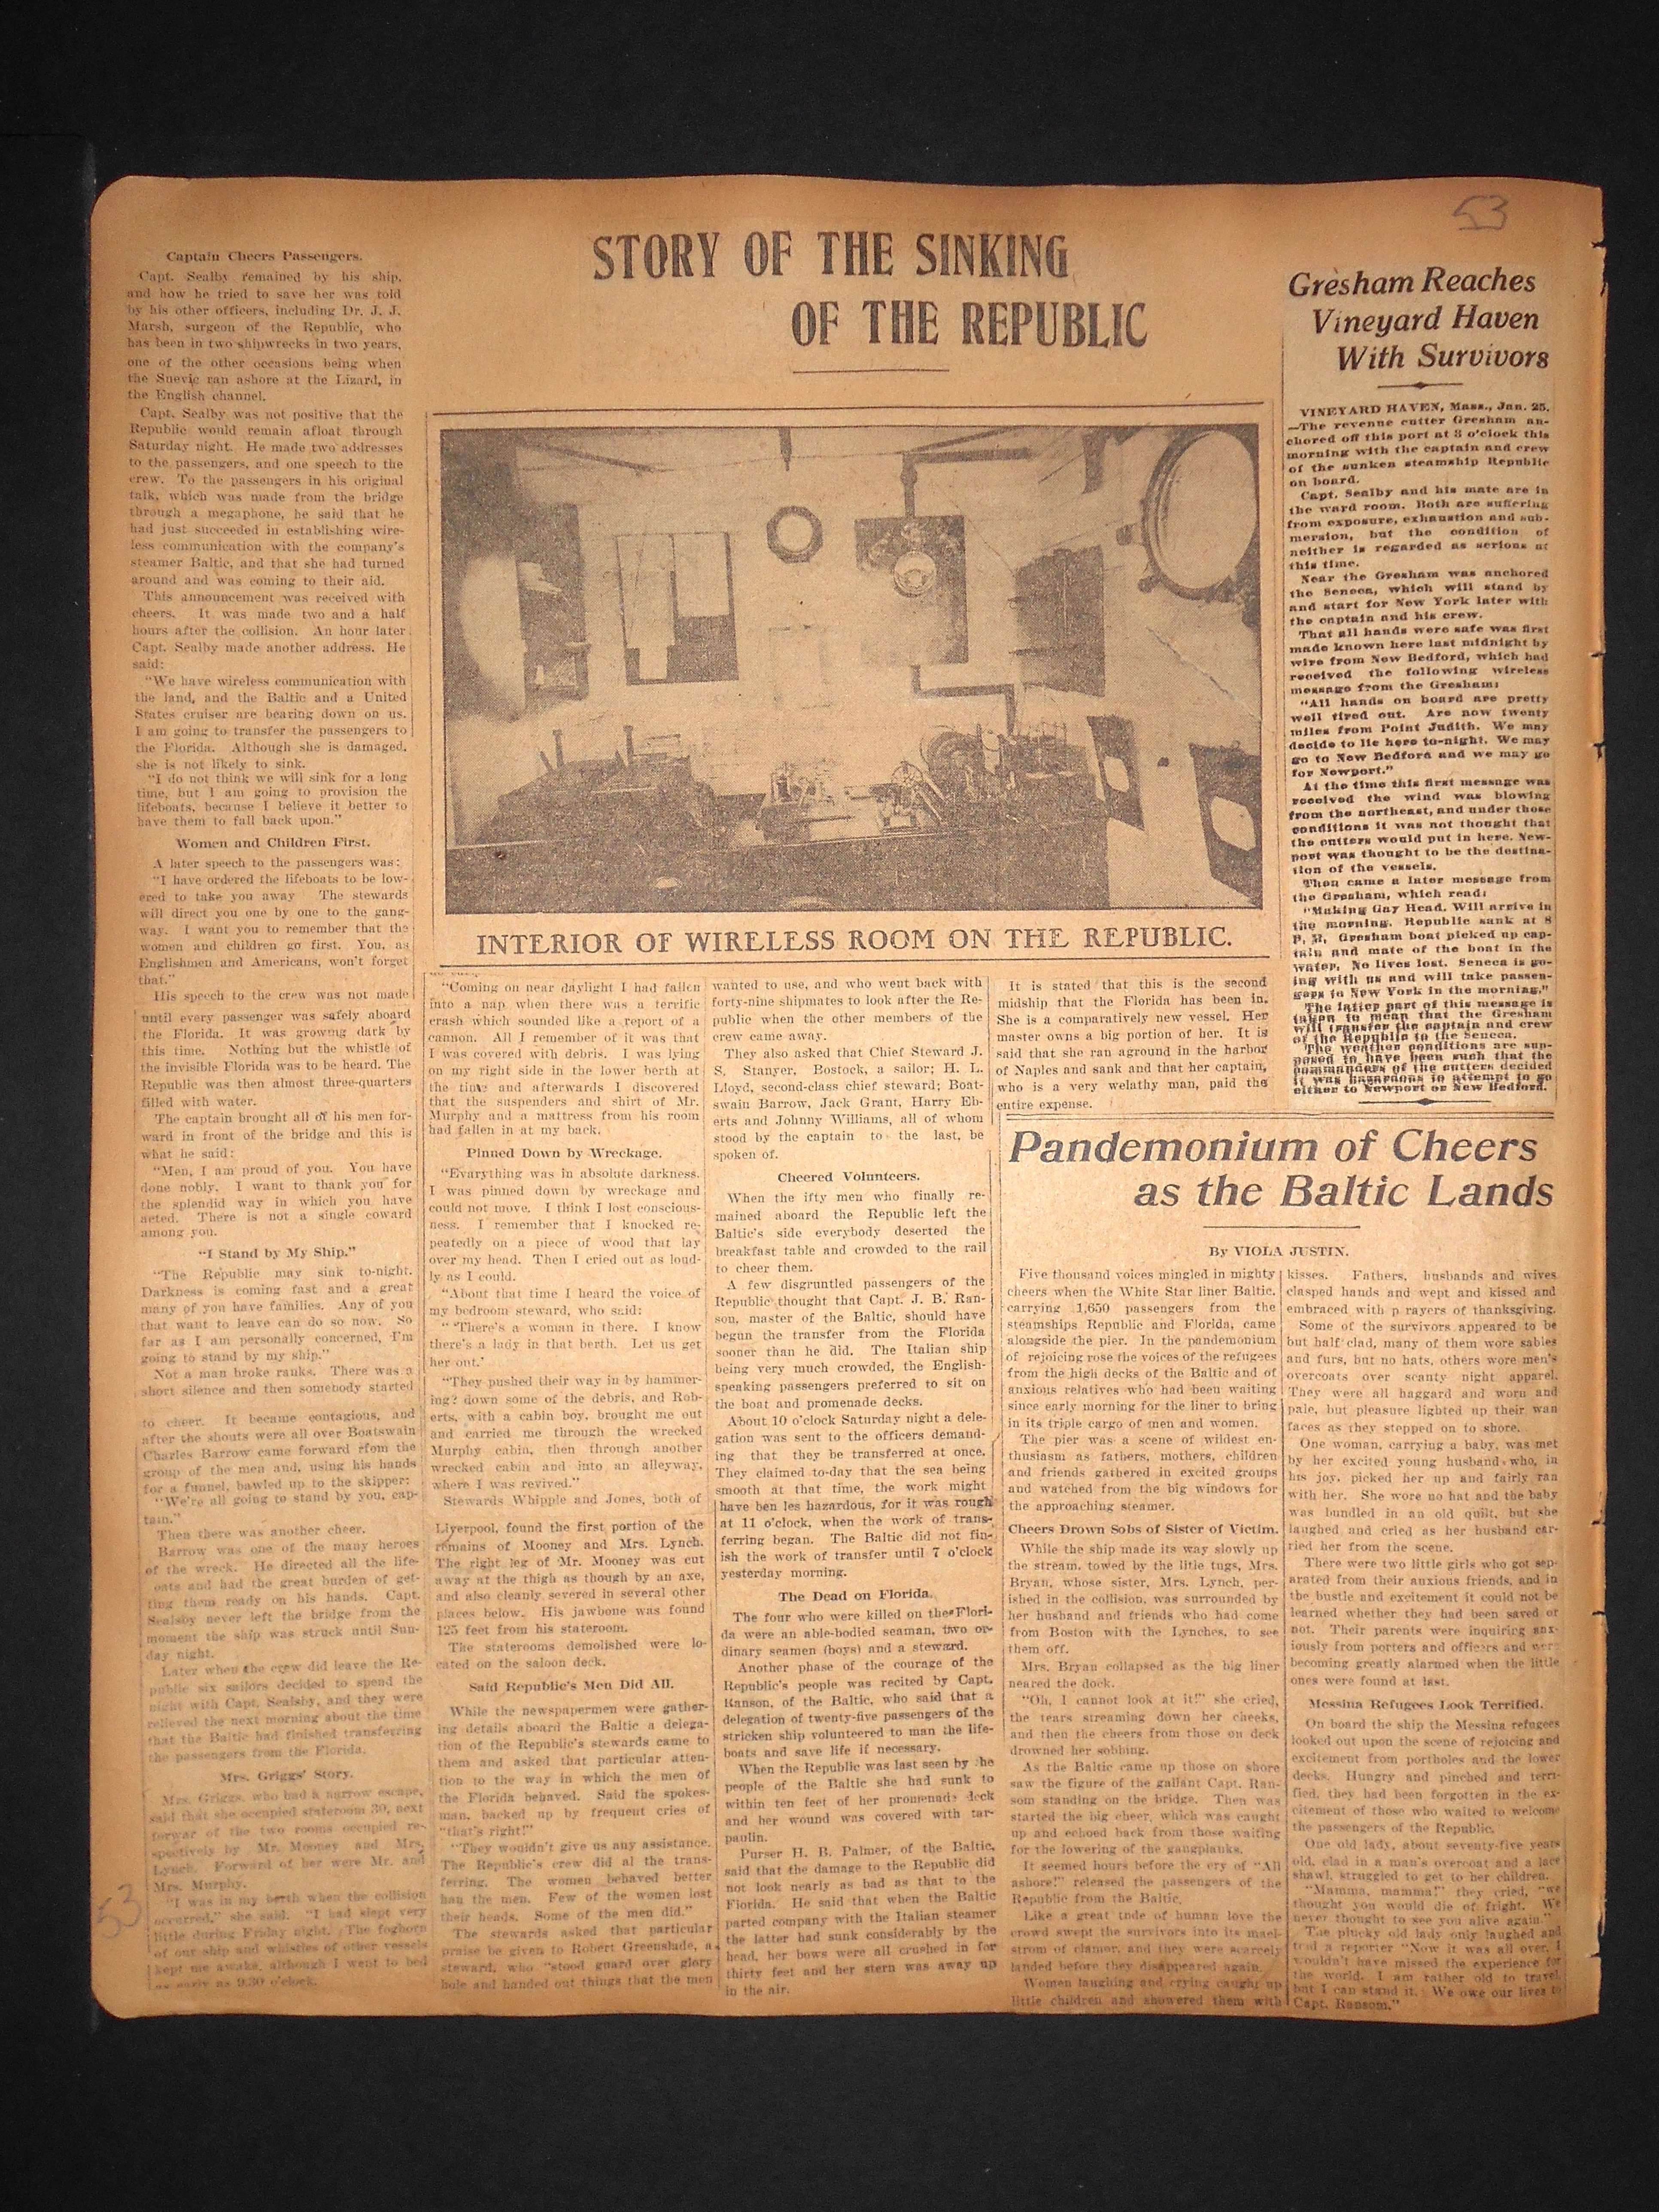 53
STORY OF THE SINKING
OF THE REPUBLIC
Captain Cheers Passengers.
Capt. Sealby remained by his ship,
and how he tried to save her was told
by his other officers, including Dr. J. J.
Marsh, surgeon of the Republic, who
has been in two shipwrecks in two years,
one of the other occasions being when
the Suevic ran ashore at the Lizard, in
the English channel.
Capt. Sealby was not positive that the
Republic would remain afloat through
Saturday night. He made two addresses
to the passengers, and one speech to the
crew. To the passengers in his original
talk, which was made from the bridge
through a megaphone, he said that he
had just succeeded in establishing wire-
less communication with the company's
steamer Baltic, and that she had turned
around and was coming to their aid.
This announcement was received with
cheers. It was made two and a half
hours after the collision. An hour later
Capt. Sealby made another address. He
said:
"We have wireless communication with
the land, and the Baltic and a United
States cruiser are bearing down on us.
I am going to transfer the passengers to
the Florida. Although she is damaged,
she is not likely to sink.
"I do not think we will sink for a long
time, but I am going to provision the
lifeboats, because I believe it better to
have them to fall back upon."
Women and Children First.
A later speech to the passengers was:
"I have ordered the lifeboats to be low-
ered to take you away The stewards
will direct you one by one to the gang-
way. I want you to remember that the
women and children go first. You, as
Englishmen and Americans, won't forget
that."
His speech to the crew was not made
until every passenger was safely aboard
the Florida. It was growing dark by
this time. Nothing but the whistle of
the invisible Florida was to be heard. The
Republic was then almost three-quarters
filled with water.
The captain brought all of his men for-
ward in front of the bridge and this is
what he said:
"Men, I am proud of you. You have
done nobly. I want to thank you for
the splendid way in which you have
acted. There is not a single coward
among you.
"I Stand by My Ship."
"The Republic may sink to-night.
Darkness is coming fast and a great
many of you have families. Any of you
that want to leave can do so now. So
far as I am personally concerned, I'm
going to stand by my ship."
Not a man broke ranks. There was a
short silence and then somebody started
to cheer. It became contagious, and
after the shouts were all over Boatswain
Charles Barrow came forward rfom the
group of the men and, using his hands
for a funnel, bawled up to the skipper:
"We're all going to stand by you, cap-
tain."
Then there was another cheer.
Barrow was one of the many heroes
of the wreck. He directed all the life-
oats and had the great burden of get-
ting them ready on his hands. Capt.
Sealsby never left the bridge from the
moment the ship was struck until Sun-
day night.
Later when the crew did leave the Re-
public six sailors decided to spend the
night with Capt. Sealsby, and they were
relieved the next morning about the time
that the Baltic had finished transferring
the passengers from the Florida.
Mrs. Griggs' Story.
Mrs. Griggs, who had a narrow escape,
said that she occupied stateroom 30, next
forwar of the two rooms occupied re-
spectively by Mr. Mooney and Mrs.
Lynch. Forward of her were Mr. and
Mrs. Murphy.
"I was in my berth when the collision
occurred," she said. "I had slept very
little during Friday night. The foghorn
of our ship and whistles of other vessels
kept me awake, although I went to bed
as early as 9:30 o'clock.
53
INTERIOR OF WIRELESS ROOM ON THE REPUBLIC.
"Coming on near daylight I had fallen
into a nap when there was a terrific
crash which sounded like a report of a
cannon. All I remember of it was that
I was covered with debris. I was lying
on my right side in the lower berth at
the time and afterwards I discovered
that the suspenders and shirt of Mr.
Murphy and a mattress from his room
had fallen in at my back.
Pinned Down by Wreckage.
"Evarything was in absolute darkness.
I was pinned down by wreckage and
could not move. I think I lost conscious-
ness. I remember that I knocked re-
peatedly on a piece of wood that lay
over my head. Then I cried out as loud-
ly as I could.
"About that time I heard the voice of
my bedroom steward, who said:
" 'There's a woman in there. I know
there's a lady in that berth. Let us get
her out.'
"They pushed their way in by hammer-
ing? down some of the debris, and Rob-
erts, with a cabin boy, brought me out
and carried me through the wrecked
Murphy cabin, then through another
wrecked cabin and into an alleyway,
where I was revived."
Stewards Whipple and Jones, both of
Liverpool, found the first portion of the
remains of Mooney and Mrs. Lynch.
The right leg of Mr. Mooney was cut
away at the thigh as though by an axe,
and also cleanly severed in several other
places below. His jawbone was found
125 feet from his stateroom.
The staterooms demolished were lo-
cated on the saloon deck.
Said Republic's Men Did All.
While the newspapermen were gather-
ing details aboard the Baltic a delega-
tion of the Republic's stewards came to
them and asked that particular atten-
tion to the way in which the men of
the Florida behaved. Said the spokes-
man, backed up by frequent cries of
"that's right!"
"They wouldn't give us any assistance.
The Republic's crew did al the trans-
ferring. The women behaved better
han the men. Few of the women lost
their heads. Some of the men did."
The stewards asked that particular
praise be given to Robert Greenslude, a
steward, who "stood guard over glory
hole and handed out things that the men
wanted to use, and who went back with
forty-nine shipmates to look after the Re-
public when the other members of the
crew came away.
They also asked that Chief Steward J.
S. Stanyer, Bostock, a sailor; H. L.
Lloyd, second-class chief steward; Boat-
swain Barrow, Jack Grant, Harry Eb-
erts and Johnny Williams, all of whom
stood by the captain to the last, be
spoken of.
Cheered Volunteers.
When the ifty men who finally re-
mained aboard the Republic left the
Baltic's side everybody deserted the
breakfast table and crowded to the rail
to cheer them.
A few disgruntled passengers of the
Republic thought that Capt. J. B. Ran-
son, master of the Baltic, should have
begun the transfer from the Florida
sooner than he did. The Italian ship
being very much crowded, the English-
speaking passengers preferred to sit on
the boat and promenade decks.
About 10 o'clock Saturday night a dele-
gation was sent to the officers demand-
ing that they be transferred at once.
They claimed to-day that the sea being
smooth at that time, the work might
have ben les hazardous, for it was rough
at 11 o'clock, when the work of trans-
ferring began. The Baltic did not fin-
ish the work of transfer until 7 o'clock
yesterday morning.
The Dead on Florida.
The four who were killed on the Flori-
da were an able-bodied seaman, two or-
dinary seamen (boys) and a steward.
Another phase of the courage of the
Republic's people was recited by Capt.
Ranson, of the Baltic, who said that a
delegation of twenty-five passengers of the
stricken ship volunteered to man the life-
boats and save life if necessary.
When the Republic was last seen by he
people of the Baltic she had sunk to
within ten feet of her promenade deck
and her wound was covered with tar-
paulin.
Purser H. B. Palmer, of the Baltic,
said that the damage to the Republic did
not look nearly as bad as that to the
Florida. He said that when the Baltic
parted company with the Italian steamer
the latter had sunk considerably by the
head, her bows were all crushed in for
thirty feet and her stern was away up
in the air.
It is stated that this is the second
midship that the Florida has been in.
She is a comparatively new vessel. Her
master owns a big portion of her. It is
said that she ran aground in the harbor
of Naples and sank and that her captain,
who is a very welathy man, paid the
entire expense.
Gresham Reaches
Vineyard Haven
With Survivors
VINEYARD HAVEN, Mass., Jan. 25.
—The revenue cutter Gresham an-
chored off this port at 3 o'clock this
morning with the captain and crew
of the sunken steamship Republic
on board.
Capt. Sealby and his mate are in
the ward room. Both are suffering
from exposure, exhaustion and sub-
mersion, but the condition of
neither is regarded as serious at
this time.
Near the Gresham was anchored
the Seneca, which will stand by
and start for New York later with
the captain and his crew.
That all hands were safe was first
made known here last midnight by
wire from New Bedford, which had
received the following wireless
message from the Gresham:
"All hands on board are pretty
well tired out. Are now twenty
miles from Point Judith. We may
decide to lie here to-night. We may
go to New Bedford and we may go
for Newport."
At the time this first message was
received the wind was blowing
from the northeast, and under those
conditions it was not thought that
the cutters would put in here. New-
port was thought to be the destina-
tion of the vessels.
Then came a later message from
the Gresham, which read:
"Making Gay Head. Will arrive in
the morning. Republic sank at 8
P. M. Gresham boat picked up cap-
tain and mate of the boat in the
water. No lives lost. Seneca is go-
ing with us and will take passen-
gers to New York in the morning."
The latter part of this message is
taken to mean that the Gresham
will transfer the captain and crew
of the Republic to the Seneca.
The weather conditions are sup-
posed to have been such that the
commanders of the cutters decided
it was hazardous to attempt to go
either to Newport or New Bedford.
Pandemonium of Cheers
as the Baltic Lands
By VIOLA JUSTIN.
Five thousand voices mingled in mighty
cheers when the White Star liner Baltic,
carrying 1,650 passengers from the
steamships Republic and Florida, came
alongside the pier. In the pandemonium
of rejoicing rose the voices of the refugees
from the high decks of the Baltic and of
anxious relatives who had been waiting
since early morning for the liner to bring
in its triple cargo of men and women.
The pier was a scene of wildest en-
thusiasm as fathers, mothers, children
and friends gathered in excited groups
and watched from the big windows for
the approaching steamer.
Cheers Drown Sobs of Sister of Victim.
While the ship made its way slowly up
the stream, towed by the litle tugs, Mrs.
Bryan, whose sister, Mrs. Lynch, per-
ished in the collision, was surrounded by
her husband and friends who had come
from Boston with the Lynches, to see
them off.
Mrs. Bryan collapsed as the big liner
neared the dock.
"Oh, I cannot look at it!" she cried,
the tears streaming down her cheeks,
and then the cheers from those on deck
drowned her sobbing.
As the Baltic came up those on shore
saw the figure of the gallant Capt. Ran-
som standing on the bridge. Then was
started the big cheer, which was caught
up and echoed back from those waiting
for the lowering of the gangplanks.
It seemed hours before the cry of "All
ashore!" released the passengers of the
Republic from the Baltic.
Like a great tode of human love the
crowd swept the survivors into its mael-
strom of clamor, and they were scarcely
landed before they disappeared again.
Women laughing and crying caught up
little children and showered them with
kisses. Fathers, husbands and wives
clasped hands and wept and kissed and
embraced with p rayers of thanksgiving.
Some of the survivors appeared to be
but half clad, many of them wore sables
and furs, but no hats, others wore men's
overcoats over scanty night apparel.
They were all haggard and worn and
pale, but pleasure lighted up their wan
faces as they stepped on to shore.
One woman, carrying a baby, was met
by her excited young husband, who, in
his joy, picked her up and fairly ran
with her. She wore no hat and the baby
was bundled in an old quilt, but she
laughed and cried as her husband car-
ried her from the scene.
There were two little girls who got sep-
arated from their anxious friends, and in
the bustle and excitement it could not be
learned whether they had been saved or
not. Their parents were inquiring anx-
iously from porters and officers and were
becoming greatly alarmed when the little
ones were found at last.
Messina Refugees Look Terrified.
On board the ship the Messina refugees
looked out upon the scene of rejoicing and
excitement from portholes and the lower
decks. Hungry and pinched and terri-
fied, they had been forgotten in the ex-
citement of those who waited to welcome
the passengers of the Republic.
One old lady, about seventy-five years
old, clad in a man's overcoat and a lace
shawl, struggled to get to her children.
"Mamma, mamma!" they cried, "we
thought you would die of fright. We
never thought to see you alive again."
The plucky old lady only laughed and
told a reporter "Now it was all over, I
wouldn't have missed the experience for
the world. I am rather old to travel,
but I can stand it. We owe our lives to
Capt. Ransom."